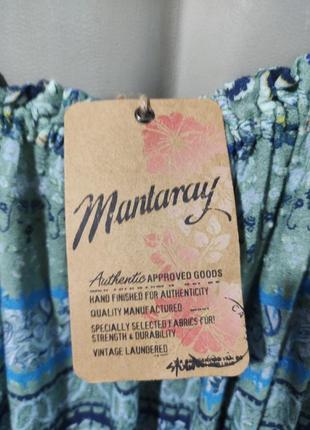 Mantaray
Authentic APPROVED GOODS
HAND FINISHED FOR AUTHENTICITY
QUALITY MANUFACTURED
SPECIALLY SELECTED FABRICS FOR!
STRENGTH & DURABILITY
VINTAGE LAUNDERED